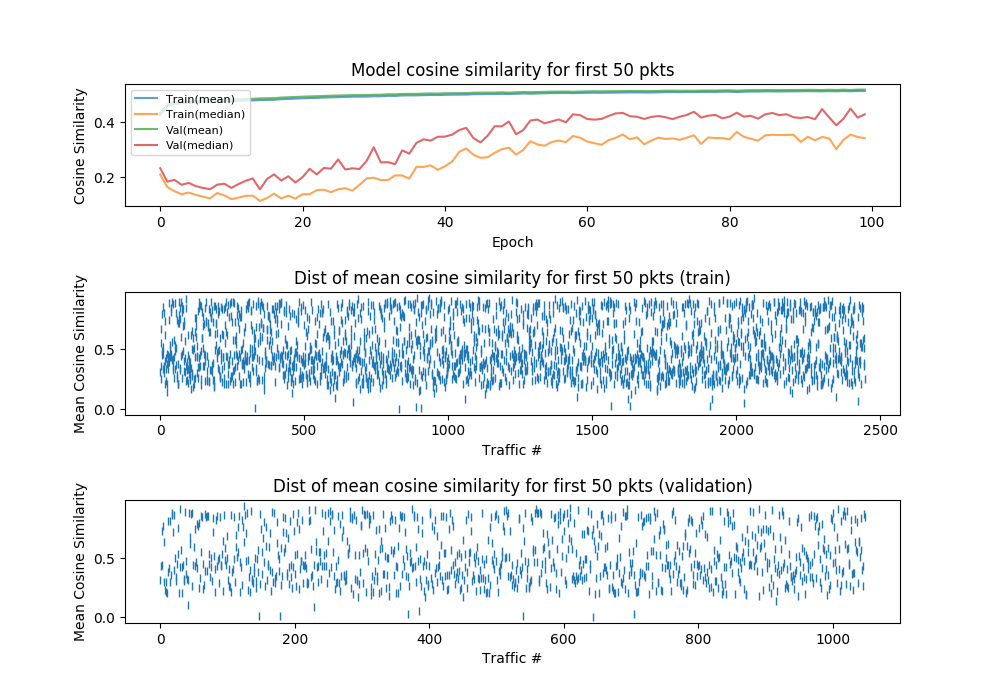 Model cosine similarity for first 50 pkts
Cosine Similarity
0.4
0.2
Train(mean)
Train(median)
Val(mean)
Val(median)
0 20 40 60 80 100
Epoch
Dist of mean cosine similarity for first 50 pkts (train)
Mean Cosine Similarity
0.5
0.0
0 500 1000 1500 2000 2500
Traffic #
Dist of mean cosine similarity for first 50 pkts (validation)
Mean Cosine Similarity
0.5
0.0
0 200 400 600 800 1000
Traffic #